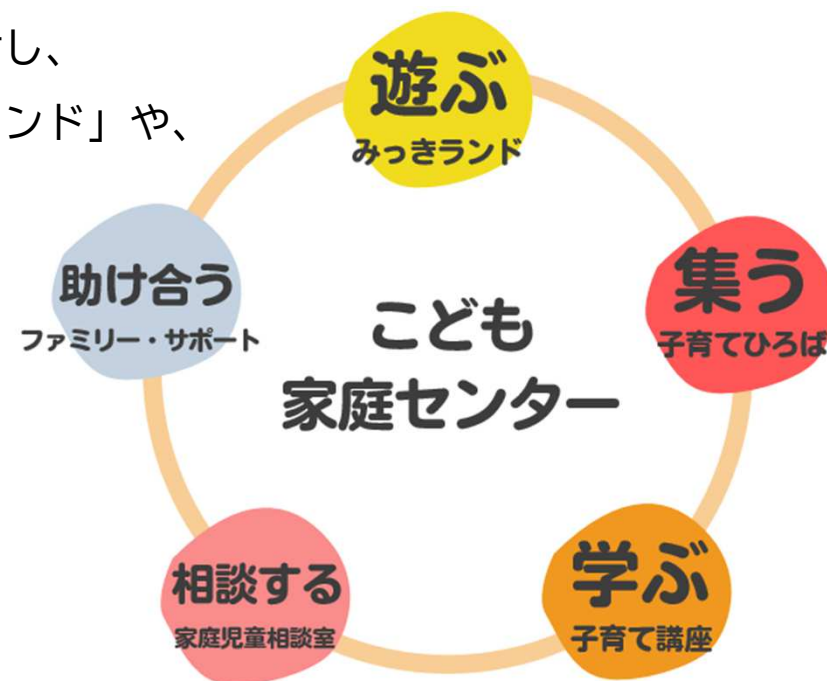 し、
ンド」や、
遊ぶ
みっきランド
助け合う
ファミリー・サポート
集う
子育てひろば
こども
家庭センター
相談する
家庭児童相談室
学ぶ
子育て講座